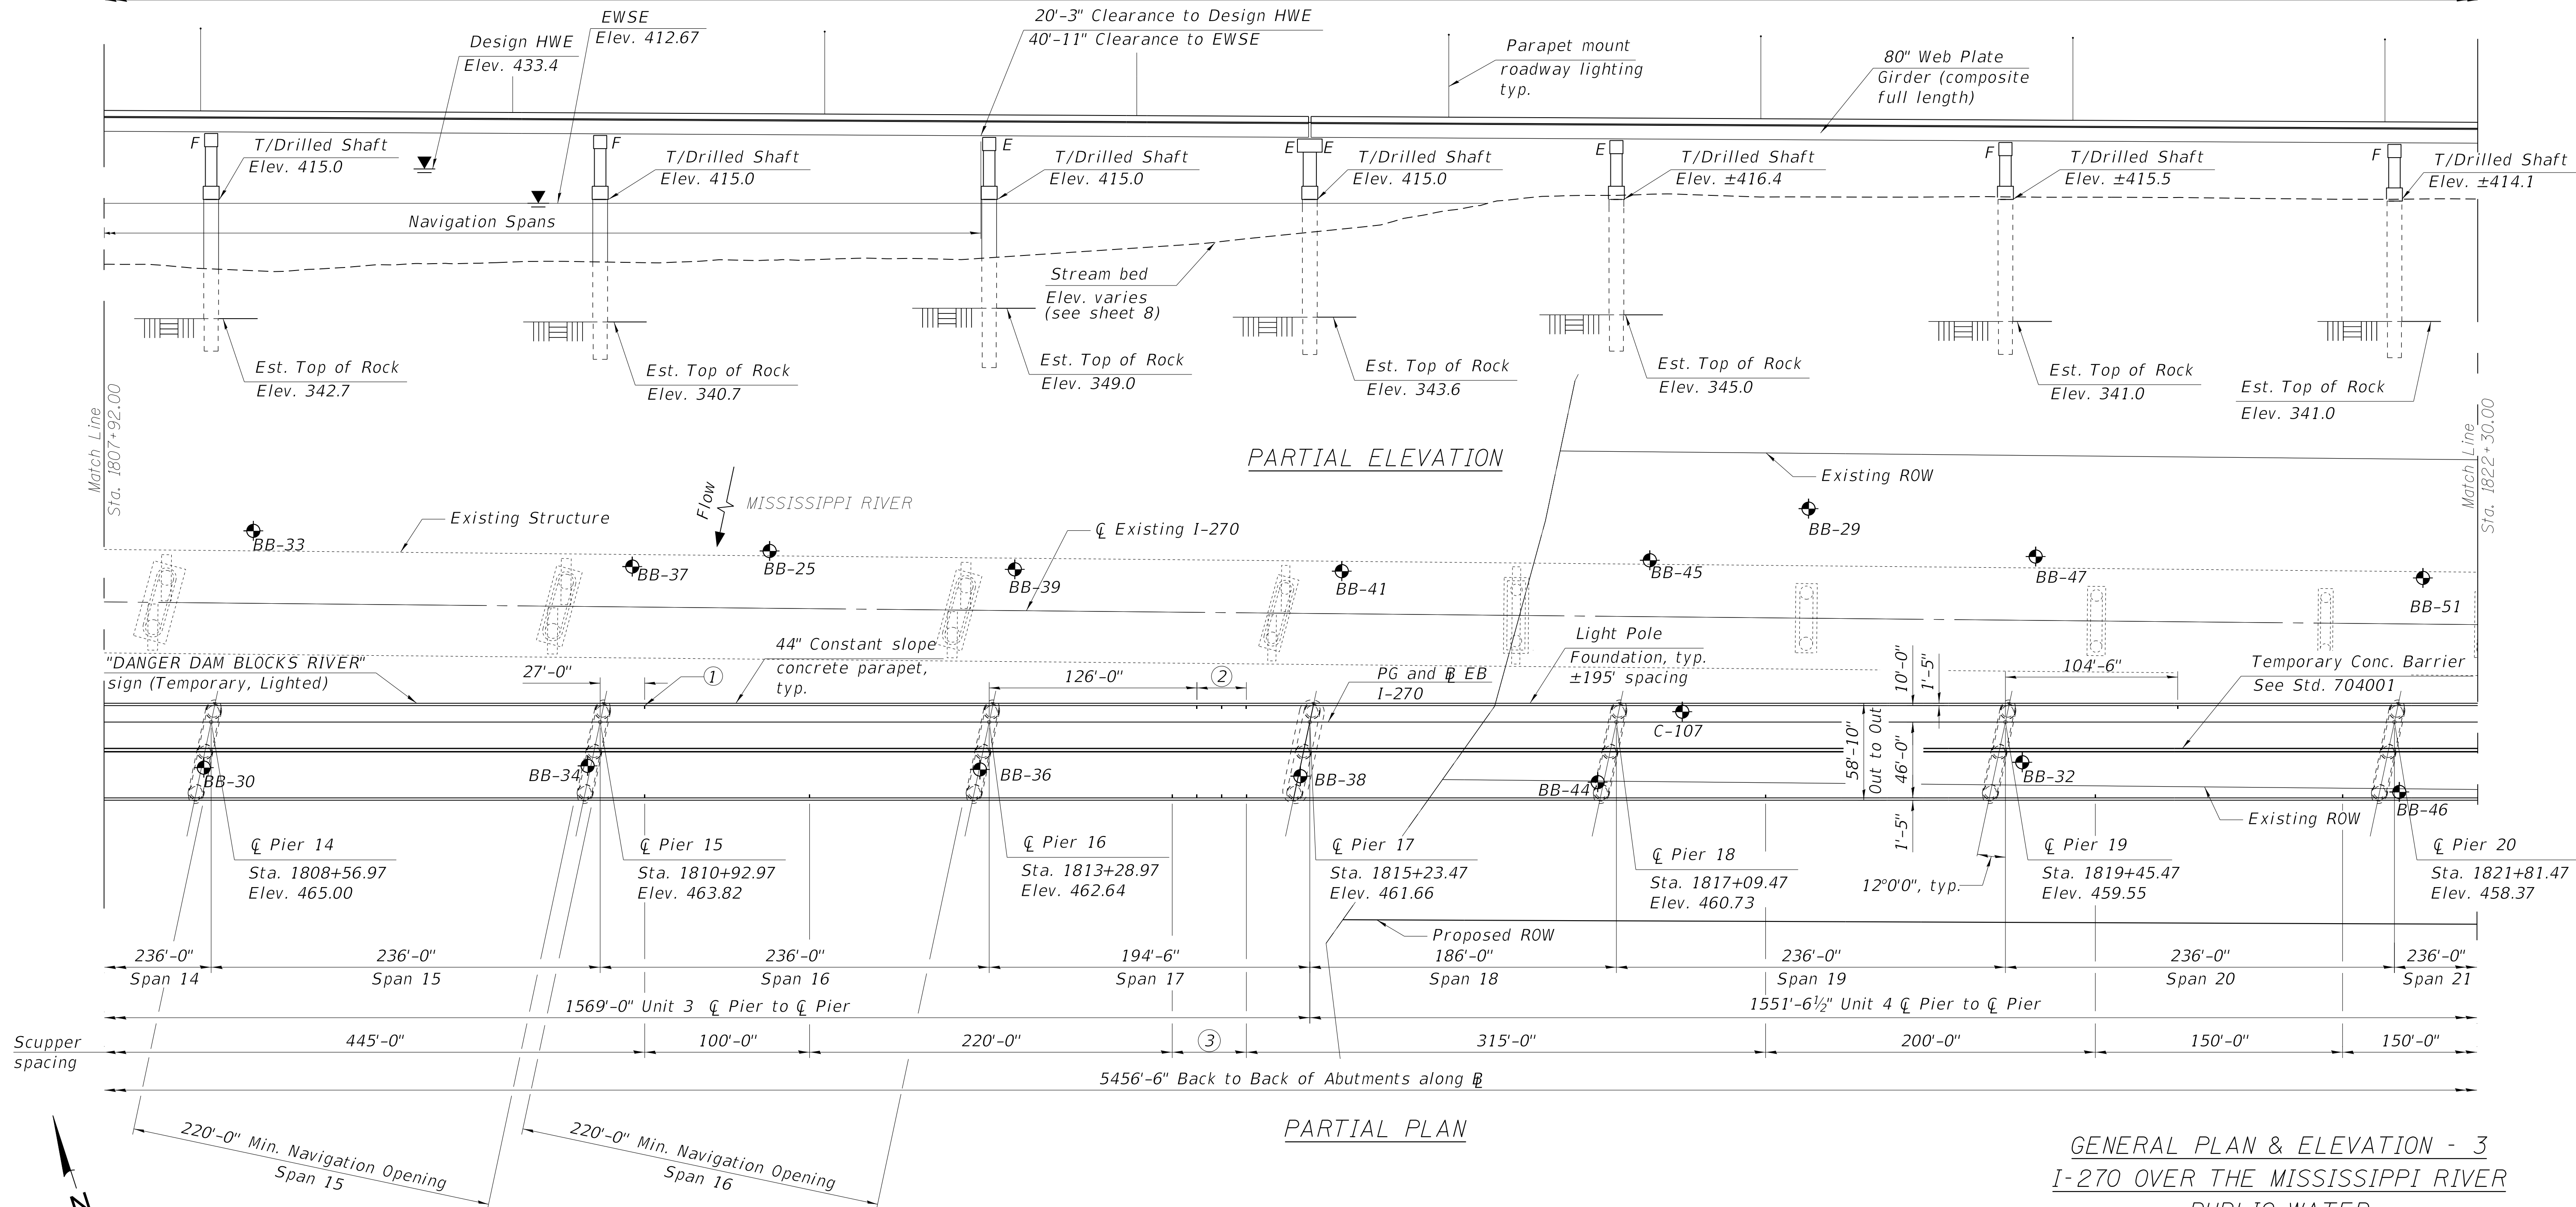 EWSE
Elev. 412.67
Design HWE
Elev. 433.4
20'-3" Clearance to Design HWE
40'-11" Clearance to EWSE
Parapet mount
roadway lighting
typ.
80" Web Plate
Girder (composite
full length)
F
T/Drilled Shaft
Elev. 415.0
F
T/Drilled Shaft
Elev. 415.0
E
T/Drilled Shaft
Elev. 415.0
E E
T/Drilled Shaft
Elev. 415.0
E
T/Drilled Shaft
Elev. ±416.4
F
T/Drilled Shaft
Elev. ±415.5
F
T/Drilled Shaft
Elev. ±414.1
Navigation Spans
Stream bed
Elev. varies
(see sheet 8)
Est. Top of Rock
Elev. 342.7
Est. Top of Rock
Elev. 340.7
Est. Top of Rock
Elev. 349.0
Est. Top of Rock
Elev. 343.6
Est. Top of Rock
Elev. 345.0
Est. Top of Rock
Elev. 341.0
Est. Top of Rock
Elev. 341.0
Match Line
Sta. 1807+92.00
Match Line
Sta. 1822+30.00
PARTIAL ELEVATION
Existing ROW
Flow
MISSISSIPPI RIVER
Existing Structure
℄ Existing I-270
BB-33
BB-37
BB-25
BB-39
BB-41
BB-45
BB-29
BB-47
BB-51
"DANGER DAM BLOCKS RIVER"
sign (Temporary, Lighted)
27'-0"
1
44" Constant slope
concrete parapet,
typ.
126'-0"
2
PG and B EB
I-270
Light Pole
Foundation, typ.
±195' spacing
10'-0"
1'-5"
104'-6"
Temporary Conc. Barrier
See Std. 704001
C-107
58'-10"
Out to Out
46'-0"
1'-5"
BB-30
BB-34
BB-36
BB-38
BB-44
BB-32
BB-46
Existing ROW
℄ Pier 14
Sta. 1808+56.97
Elev. 465.00
℄ Pier 15
Sta. 1810+92.97
Elev. 463.82
℄ Pier 16
Sta. 1813+28.97
Elev. 462.64
℄ Pier 17
Sta. 1815+23.47
Elev. 461.66
℄ Pier 18
Sta. 1817+09.47
Elev. 460.73
12°0'0", typ.
℄ Pier 19
Sta. 1819+45.47
Elev. 459.55
℄ Pier 20
Sta. 1821+81.47
Elev. 458.37
Proposed ROW
236'-0" 236'-0" 236'-0" 194'-6" 186'-0" 236'-0" 236'-0" 236'-0"
Span 14 Span 15 Span 16 Span 17 Span 18 Span 19 Span 20 Span 21
1569'-0" Unit 3 ℄ Pier to ℄ Pier
1551'-6½" Unit 4 ℄ Pier to ℄ Pier
Scupper
spacing
445'-0" 100'-0" 220'-0" 3 315'-0" 200'-0" 150'-0" 150'-0"
5456'-6" Back to Back of Abutments along B
220'-0" Min. Navigation Opening
Span 15
220'-0" Min. Navigation Opening
Span 16
PARTIAL PLAN
GENERAL PLAN & ELEVATION - 3
I-270 OVER THE MISSISSIPPI RIVER
PUBLIC WATER
N